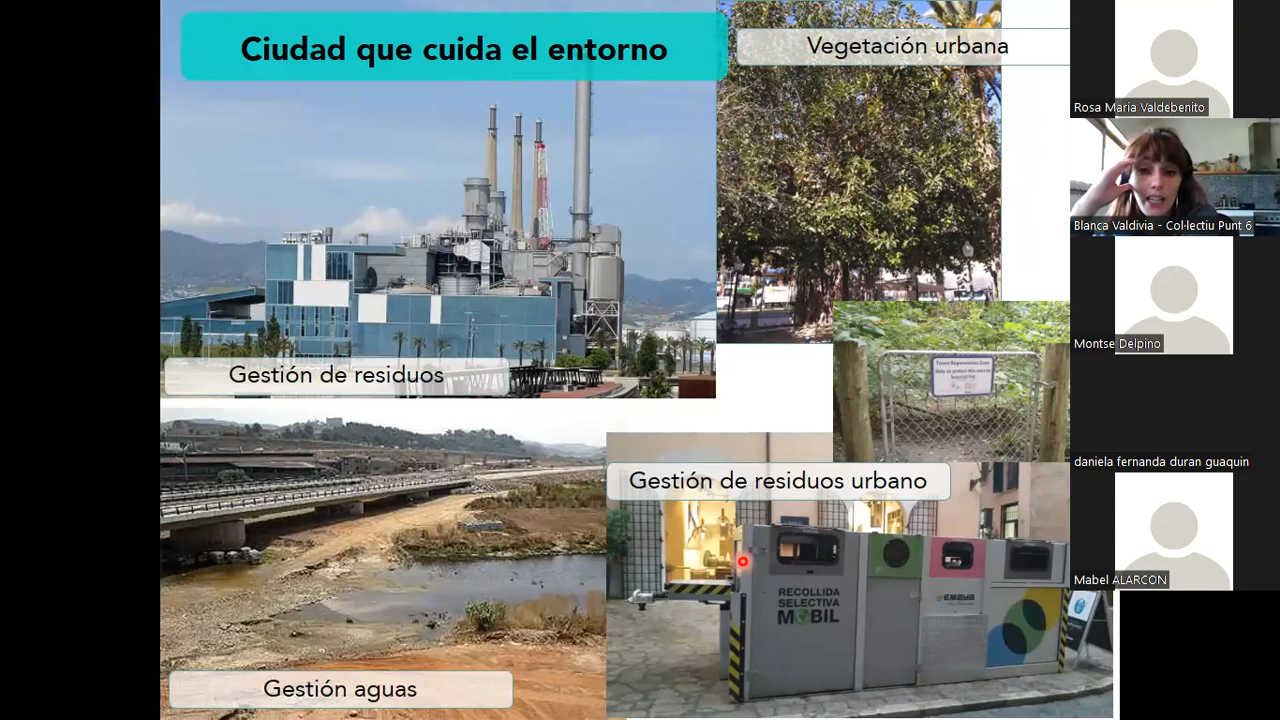 Ciudad que cuida el entorno
Vegetación urbana
Gestión de residuos
Gestión de residuos urbano
RECOLLIDA
SELECTIVA
MOBIL
EMAYA
Gestión aguas
Rosa Maria Valdebenito
Blanca Valdivia - Col·lectiu Punt 6
Montse Delpino
daniela fernanda duran guaquin
Mabel ALARCON